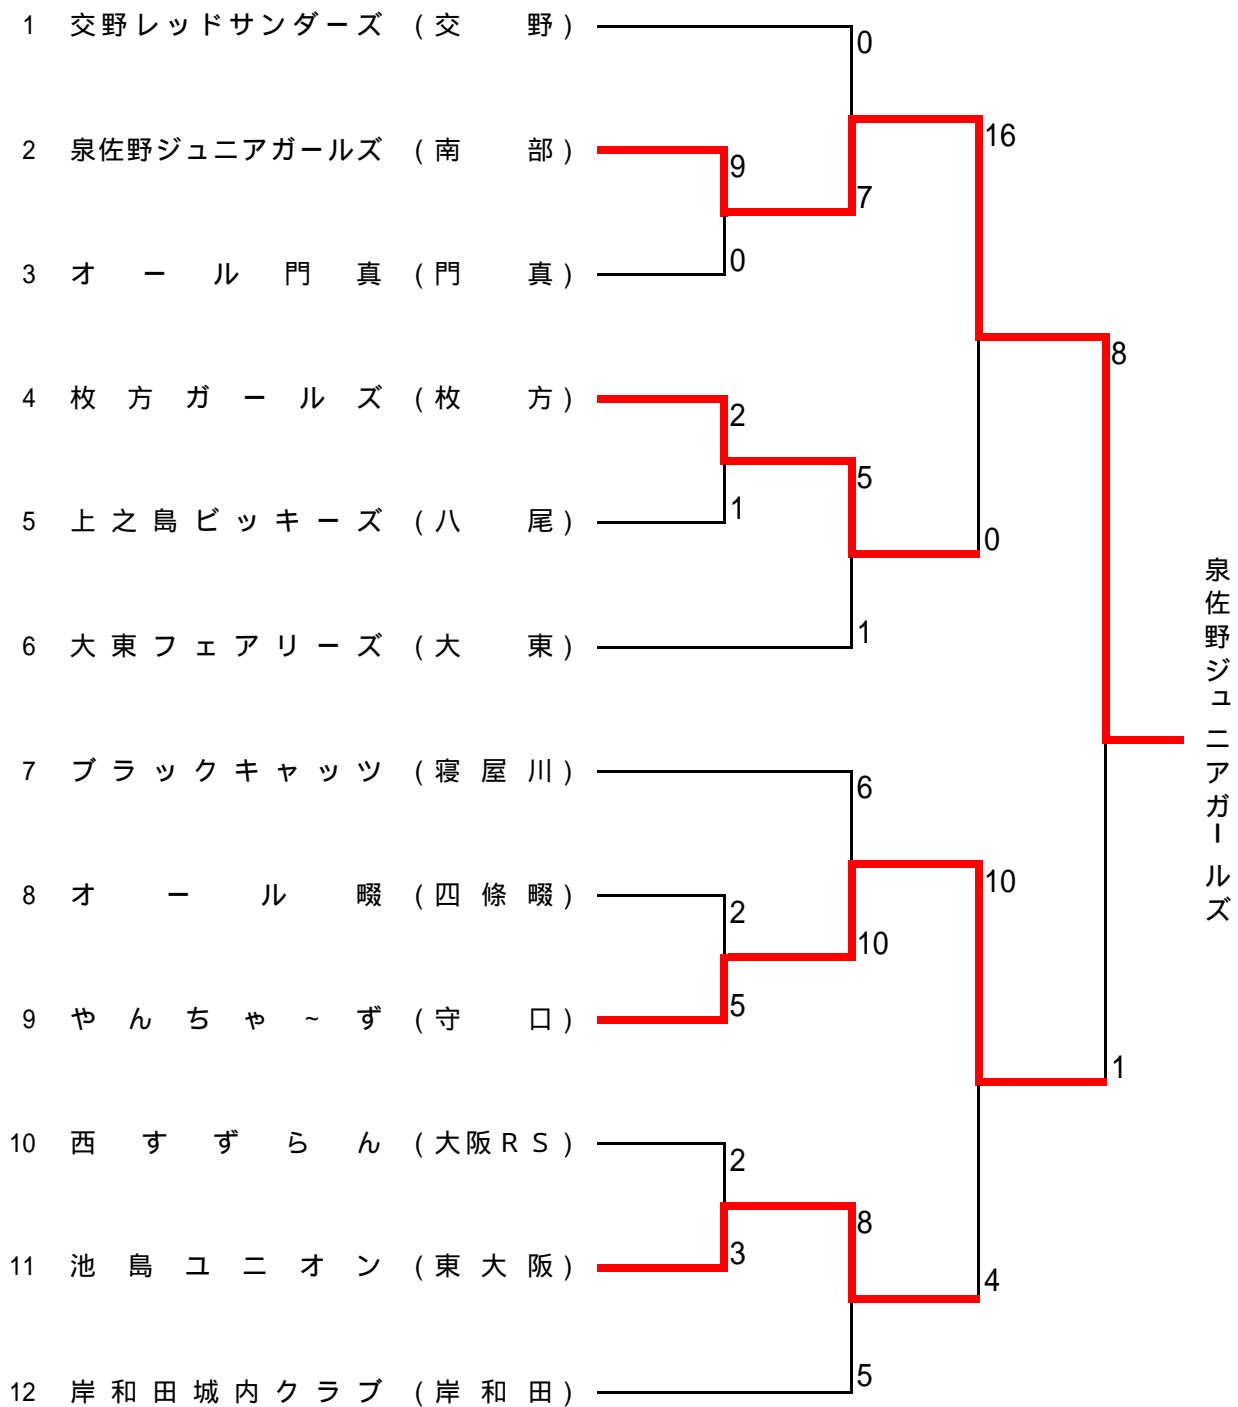 1 交野レッドサンダーズ (交 野)
0
16
2 泉佐野ジュニアガールズ (南 部)
9
7
0
3 オール門真 (門 真)
8
4 枚方ガールズ (枚 方)
2
5
1
5 上之島ビッキーズ (八 尾)
0
1
6 大東フェアリーズ (大 東)
泉佐野ジュニアガールズ
7 ブラックキャッツ (寝屋川)
6
10
8 オール畷 (四條畷)
2
10
5
9 やんちゃ~ず (守 口)
1
10 西すずらん (大阪RS)
2
8
3
11 池島ユニオン (東大阪)
4
5
12 岸和田城内クラブ (岸和田)